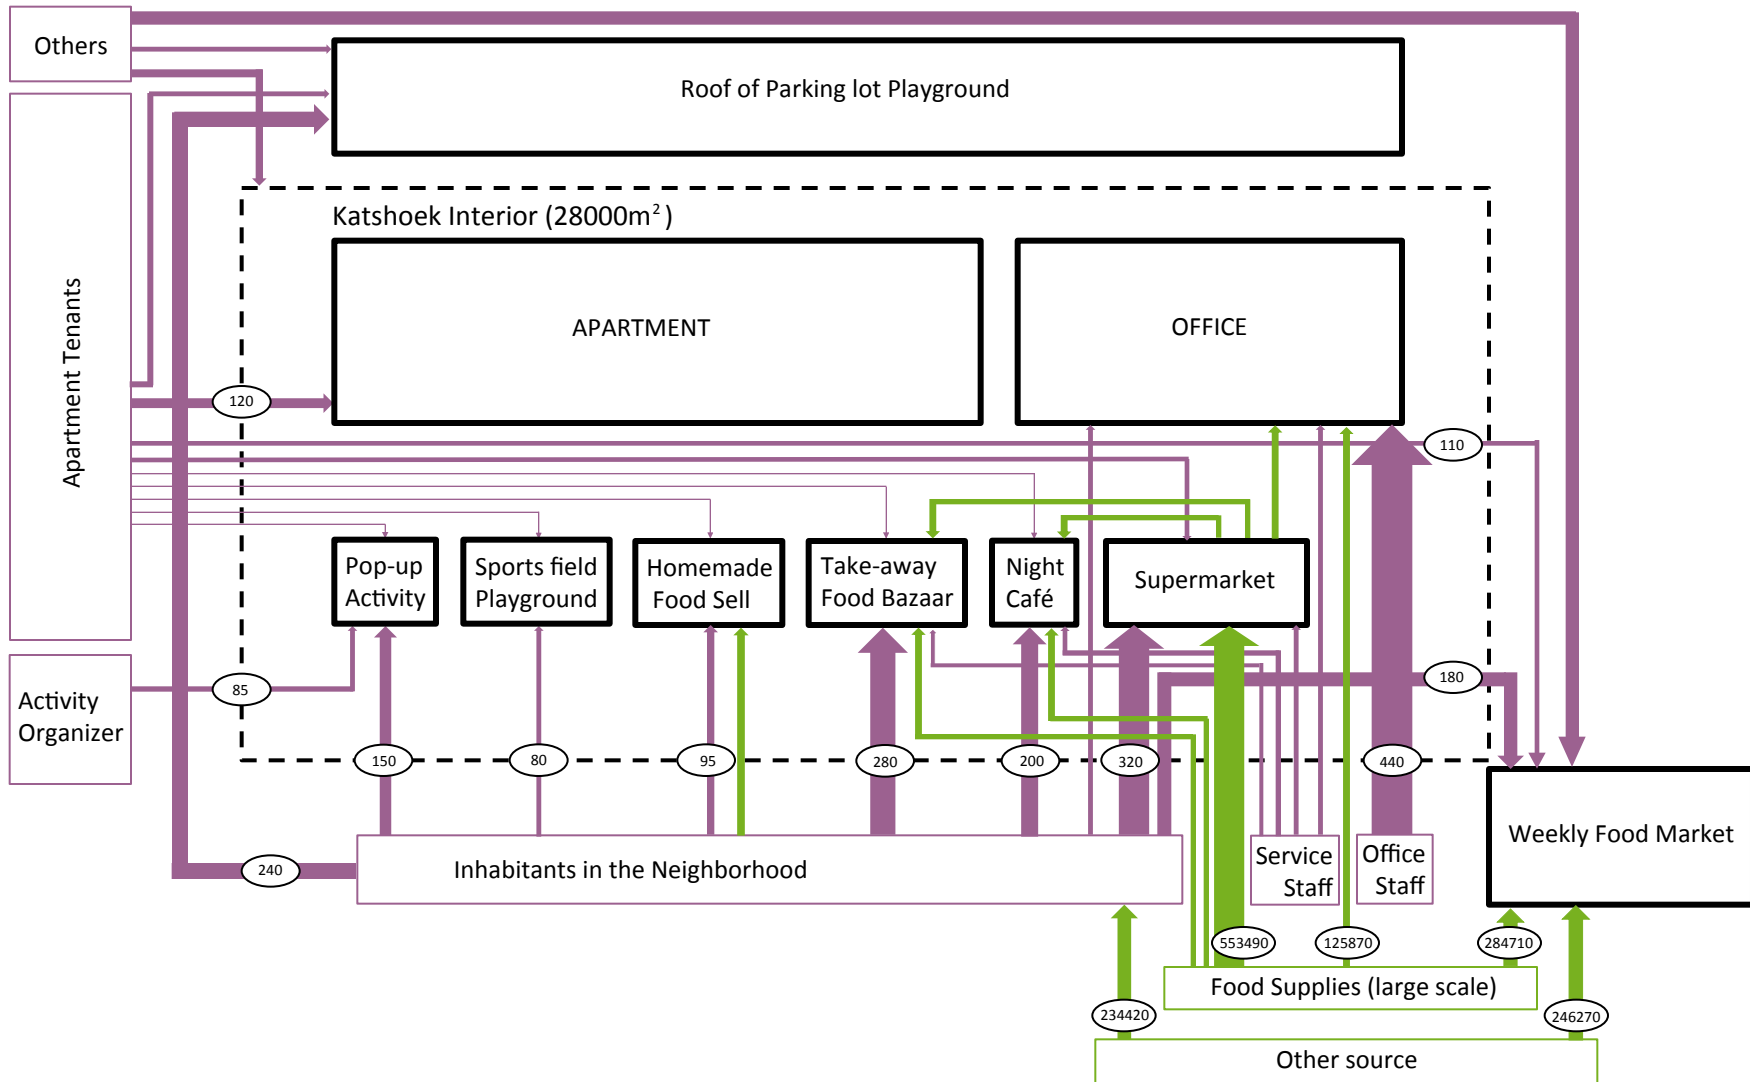 Others
Roof of Parking lot Playground
Katshoek Interior (28000m²)
Apartment Tenants
APARTMENT
OFFICE
120
110
Pop-up
Activity
Sports field
Playground
Homemade
Food Sell
Take-away
Food Bazaar
Night
Café
Supermarket
Activity
Organizer
85
180
150
80
95
280
200
320
440
Weekly Food Market
240
Inhabitants in the Neighborhood
Service
Staff
Office
Staff
553490
125870
284710
Food Supplies (large scale)
234420
246270
Other source